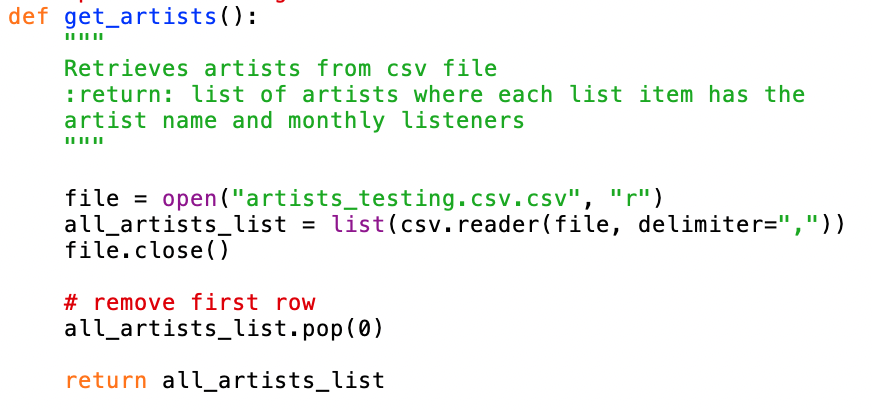 def get_artists():
    """
    Retrieves artists from csv file
    :return: list of artists where each list item has the
    artist name and monthly listeners
    """

    file = open("artists_testing.csv.csv", "r")
    all_artists_list = list(csv.reader(file, delimiter=","))
    file.close()

    # remove first row
    all_artists_list.pop(0)

    return all_artists_list